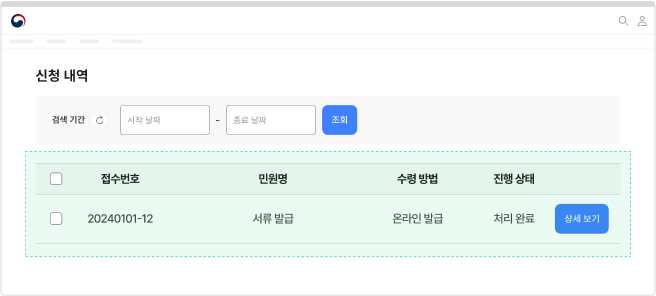 신청 내역
검색 기간 시작 날짜 - 종료 날짜 조회
접수번호 민원명 수령 방법 진행 상태
20240101-12 서류 발급 온라인 발급 처리 완료 상세 보기